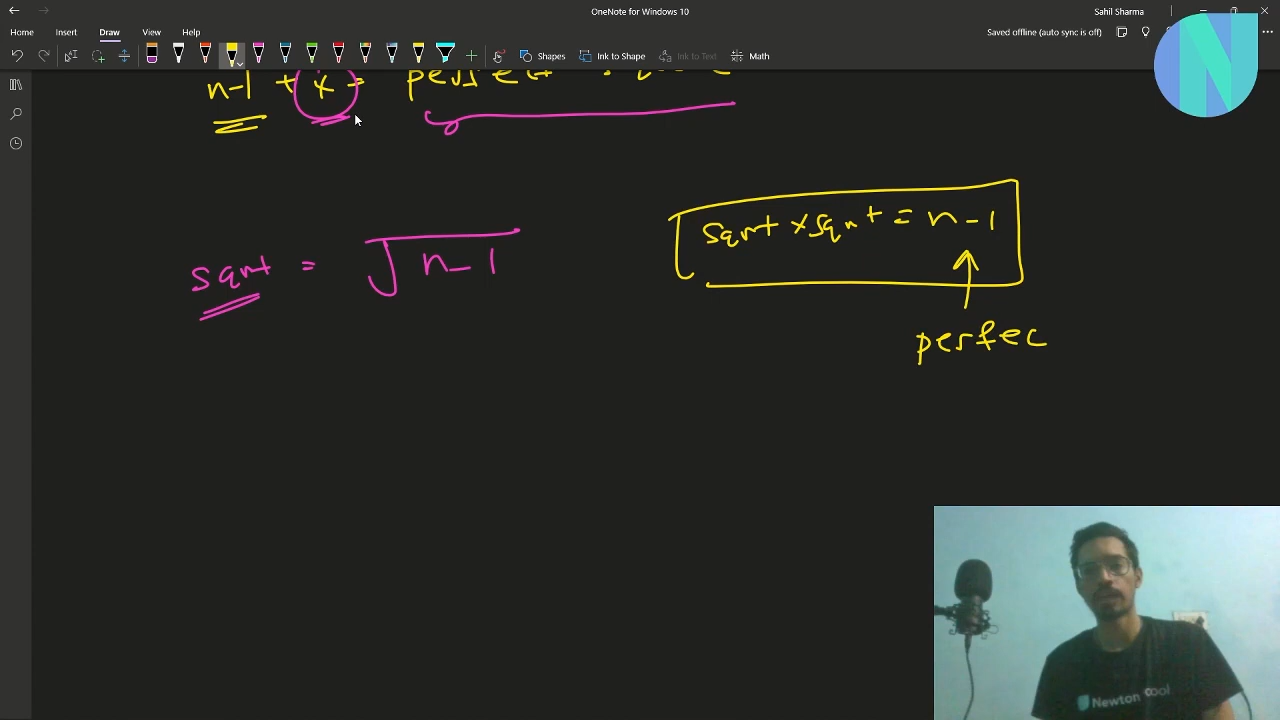 OneNote for Windows 10
Sahil Sharma
Home Insert Draw View Help
Saved offline (auto sync is off)
Shapes Ink to Shape Ink to Text Math
n-1 + x =
sqrt = √n-1
sqrt x sqrt = n-1
perfec
Newton